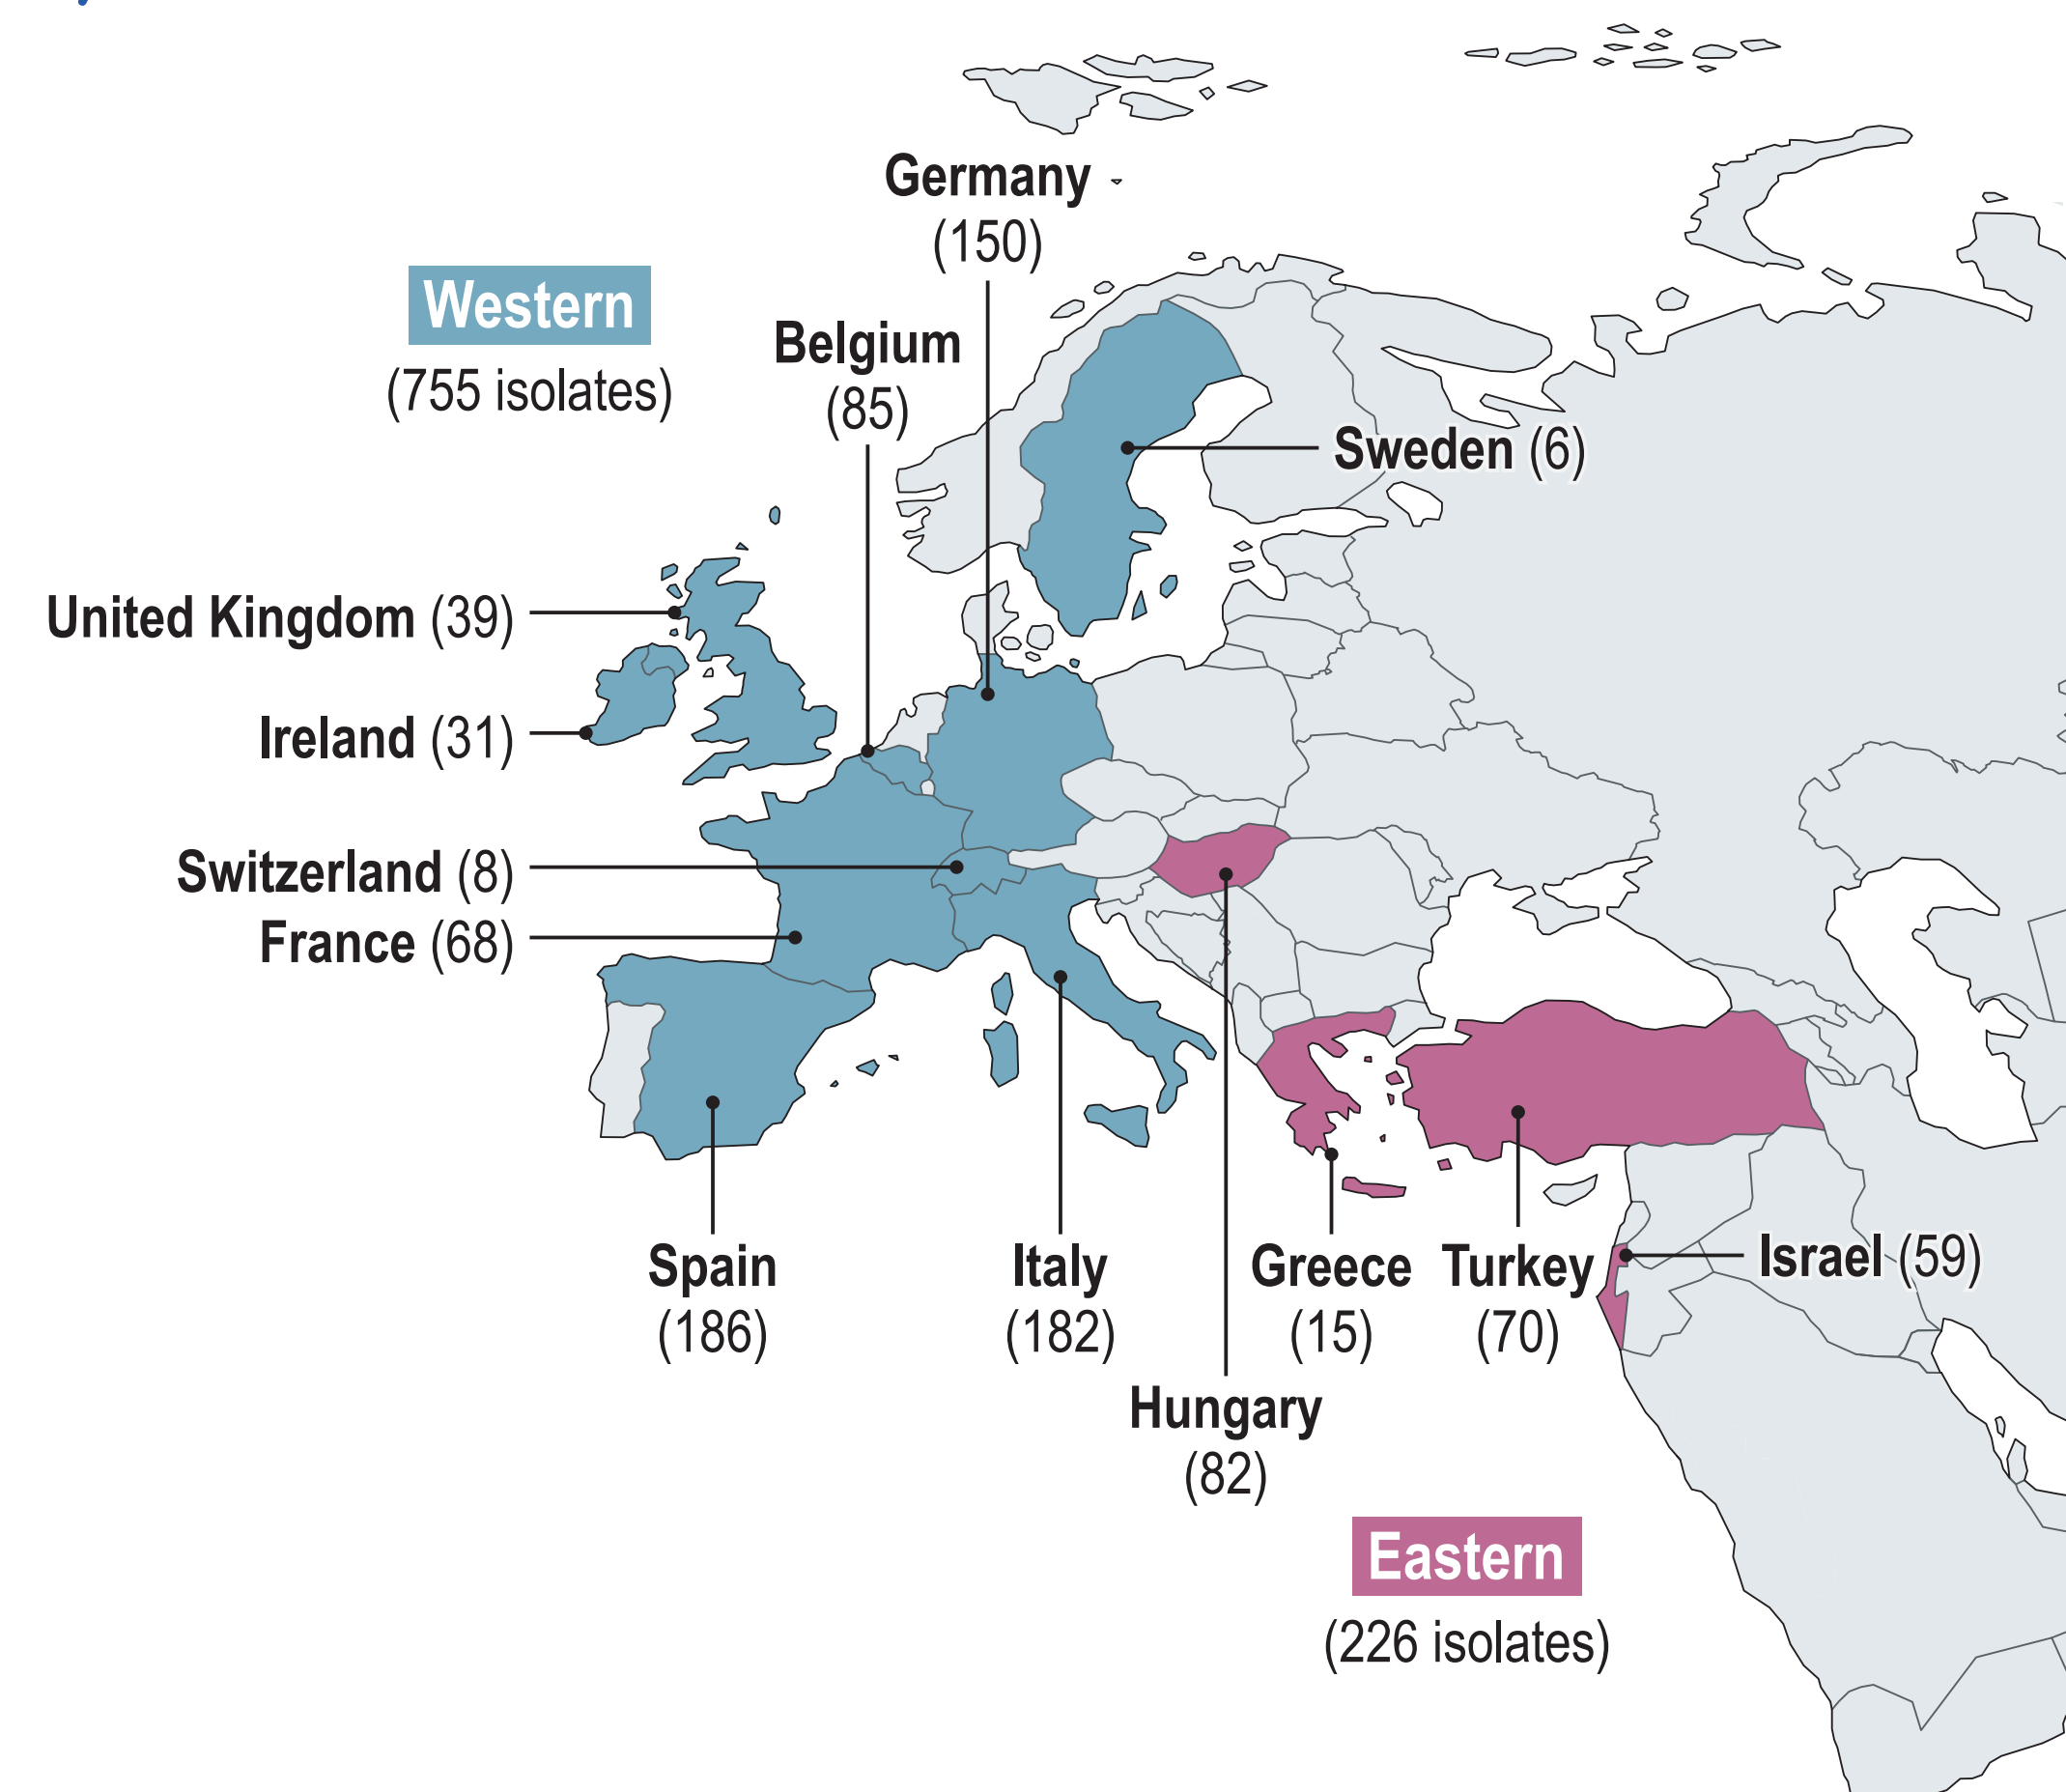 Germany
(150)
Western
(755 isolates)
Belgium
(85)
Sweden (6)
United Kingdom (39)
Ireland (31)
Switzerland (8)
France (68)
Spain
(186)
Italy
(182)
Greece
(15)
Turkey
(70)
Israel (59)
Hungary
(82)
Eastern
(226 isolates)